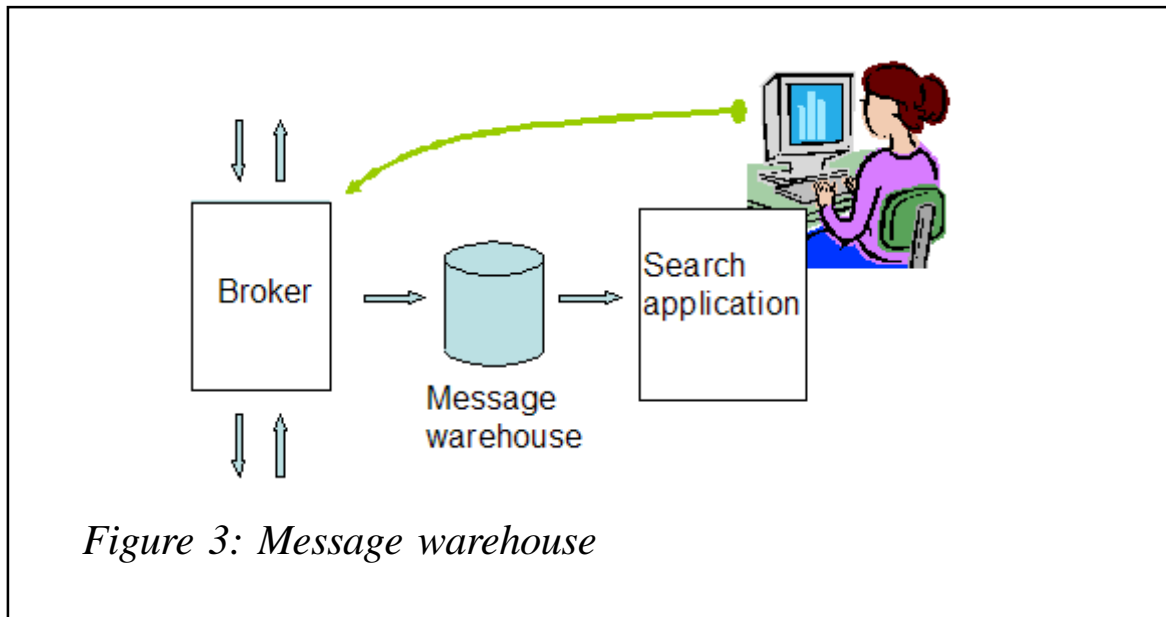 Broker
Search
application
Message
warehouse
Figure 3: Message warehouse